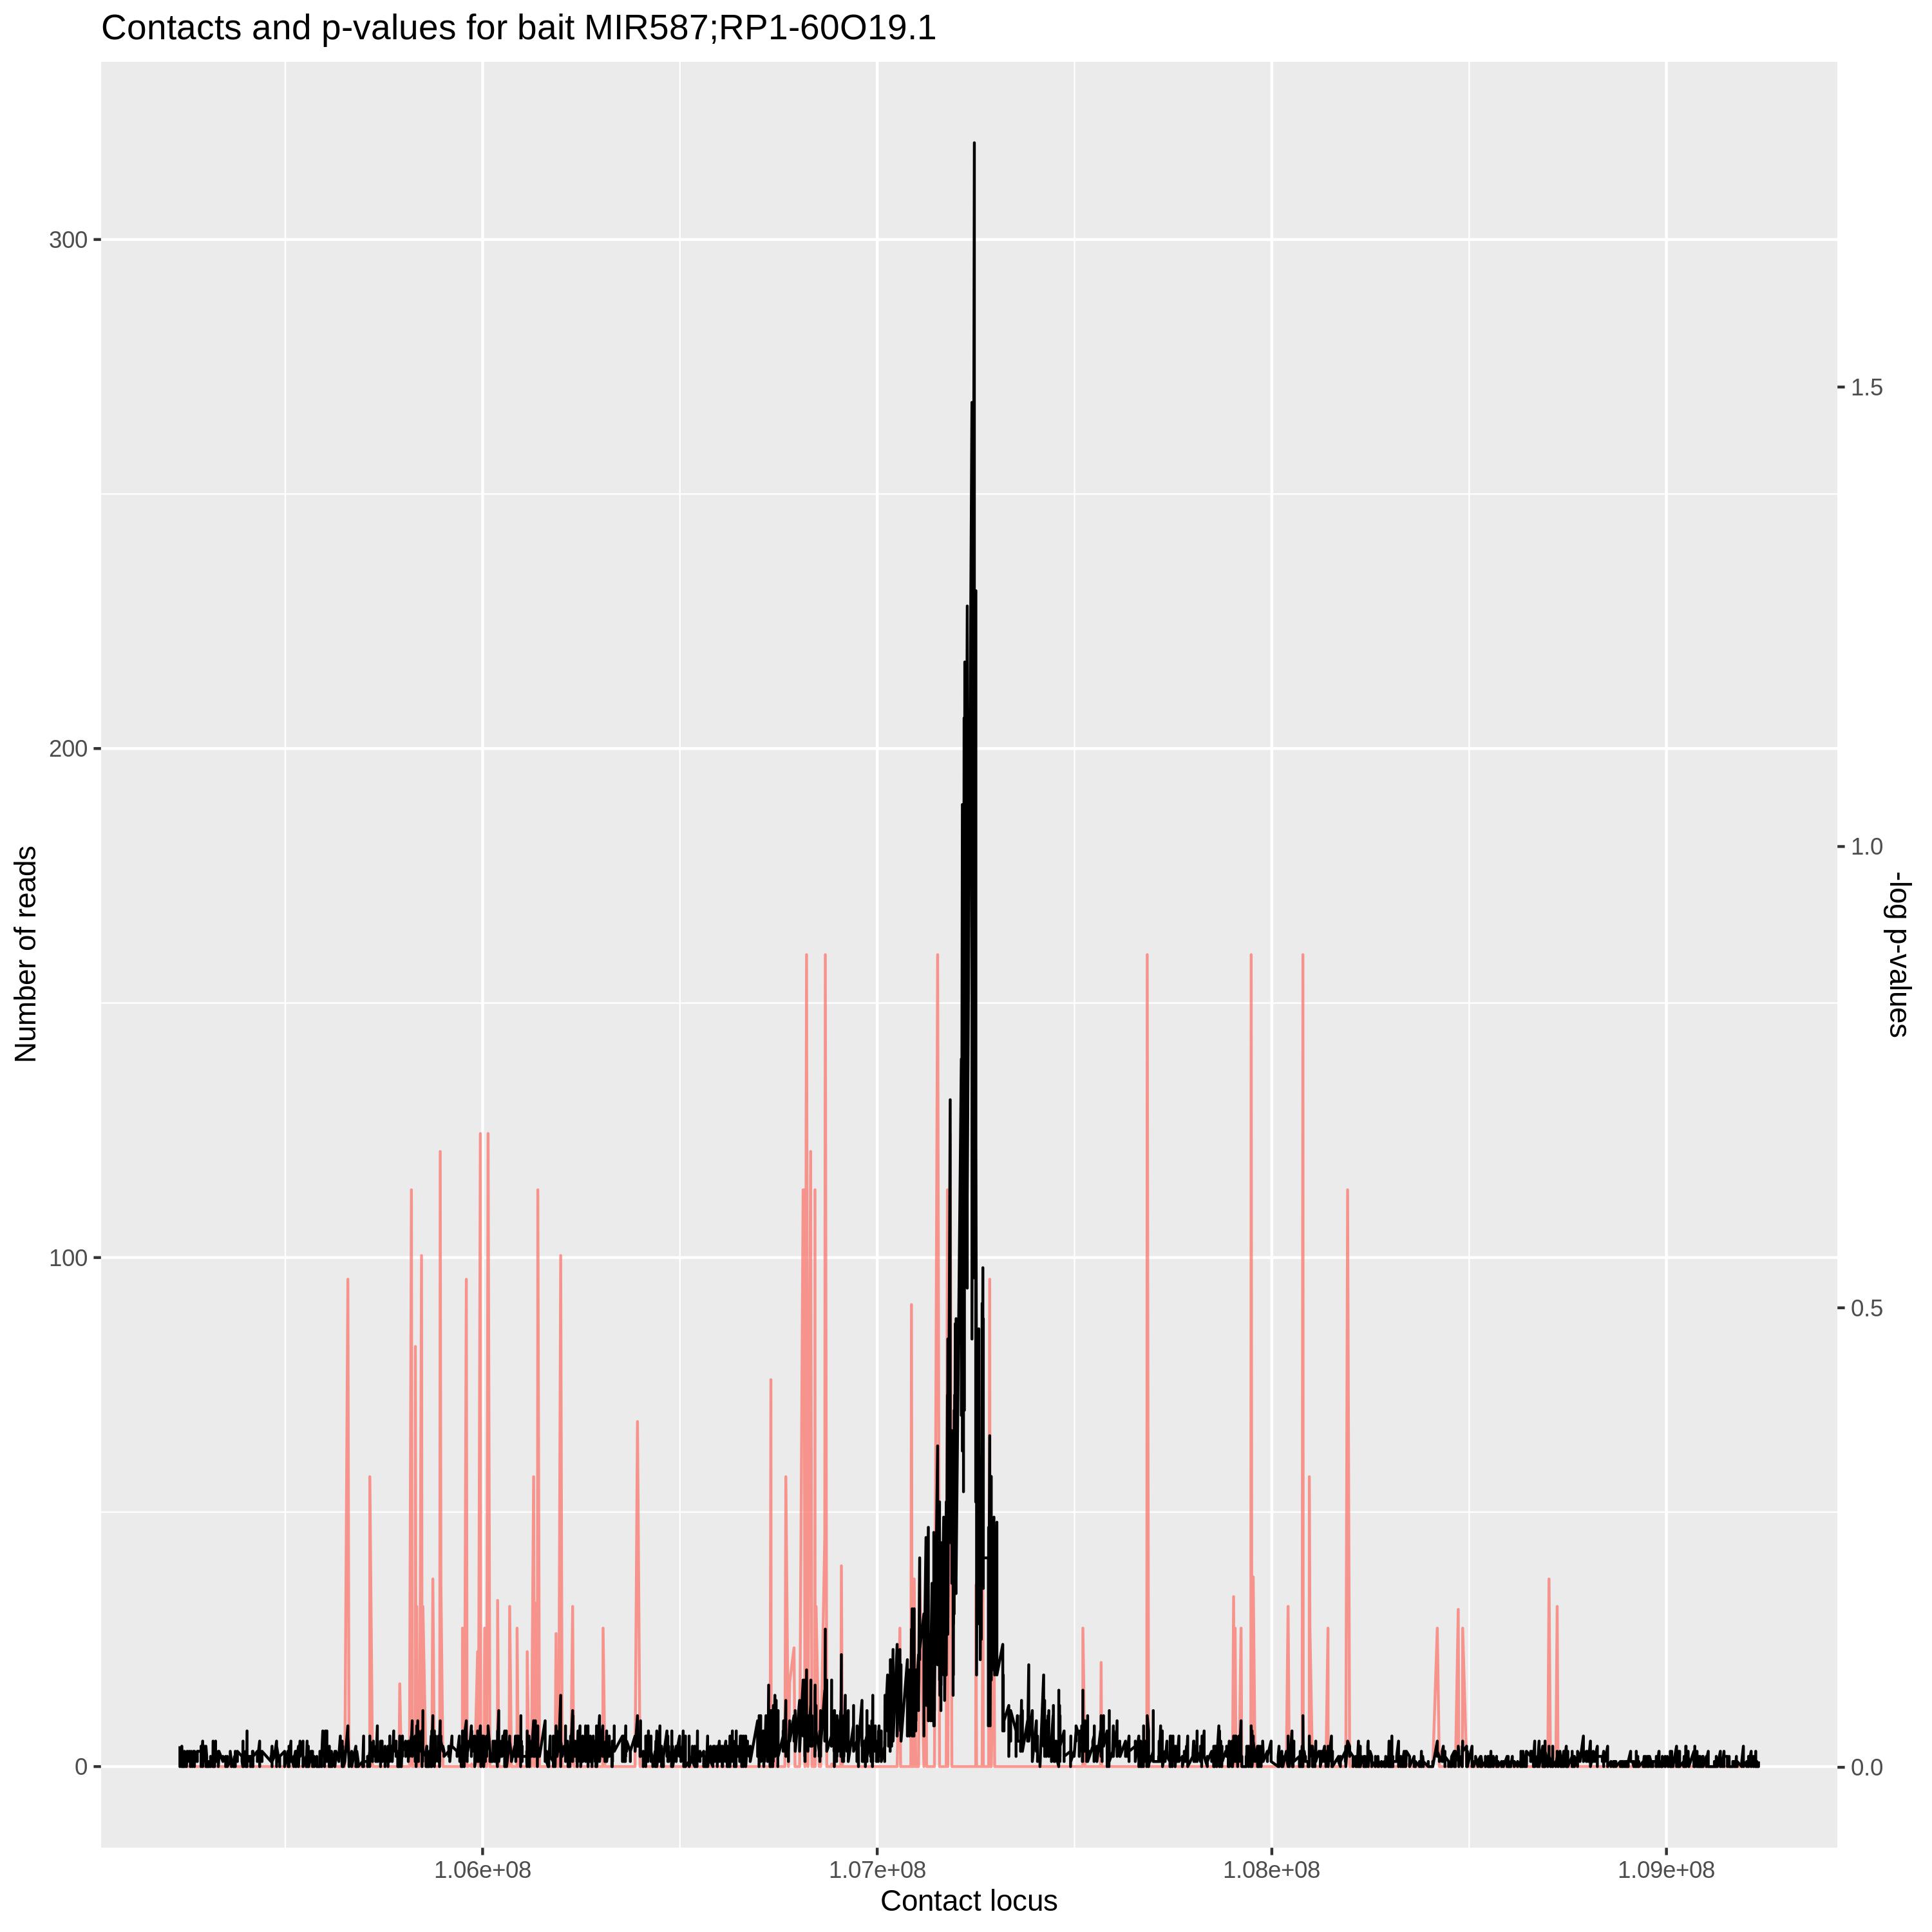 Contacts and p-values for bait MIR587;RP1-60O19.1
300
200
100
0
Number of reads
1.5
1.0
0.5
0.0
-log p-values
1.06e+08
1.07e+08
1.08e+08
1.09e+08
Contact locus